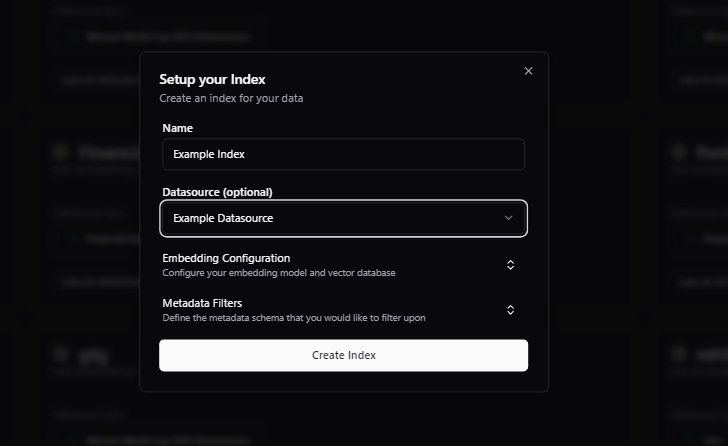 Setup your Index
Create an index for your data
Name
Example Index
Datasource (optional)
Example Datasource
Embedding Configuration
Configure your embedding model and vector database
Metadata Filters
Define the metadata schema that you would like to filter upon
Create Index